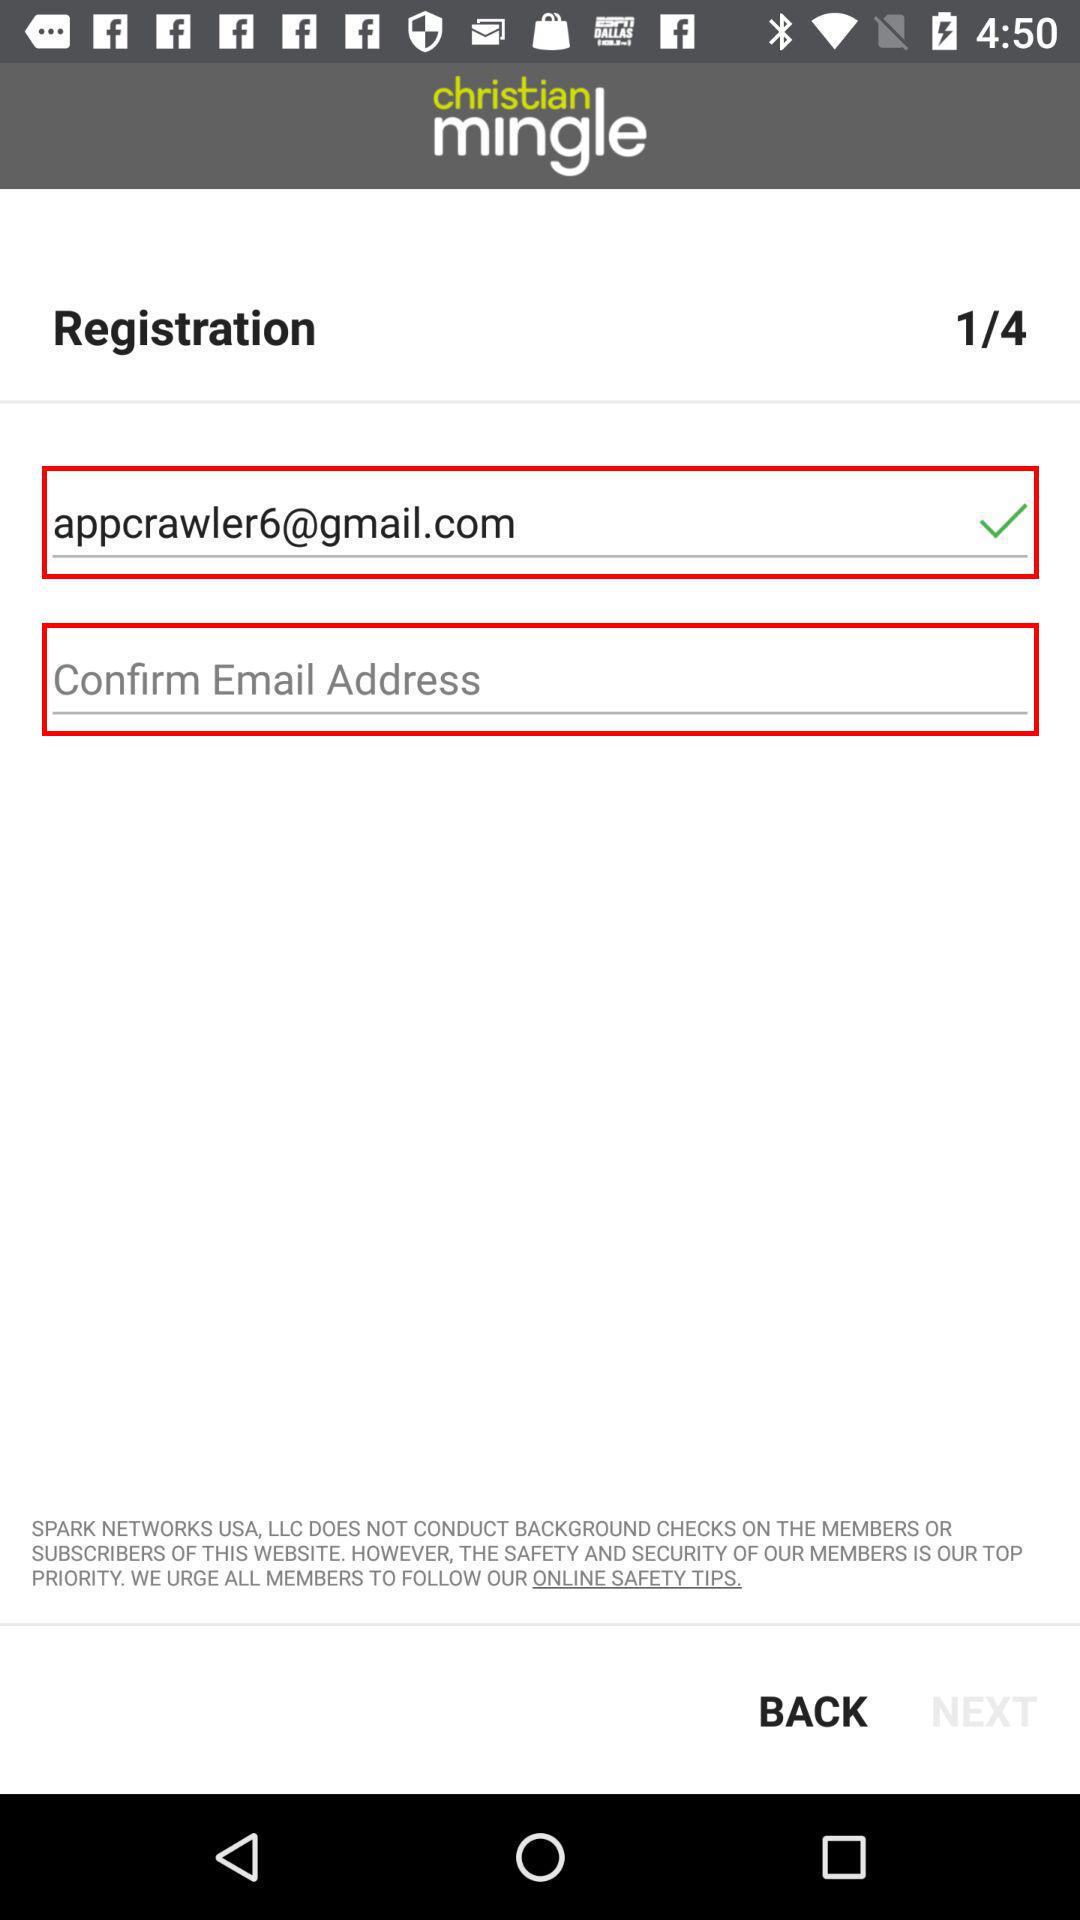 ESPN
DALLAS
4:50
christian
mingle
Registration
1/4
appcrawler6@gmail.com
Confirm Email Address
SPARK NETWORKS USA, LLC DOES NOT CONDUCT BACKGROUND CHECKS ON THE MEMBERS OR
SUBSCRIBERS OF THIS WEBSITE. HOWEVER, THE SAFETY AND SECURITY OF OUR MEMBERS IS OUR TOP
PRIORITY. WE URGE ALL MEMBERS TO FOLLOW OUR ONLINE SAFETY TIPS.
BACK
NEXT